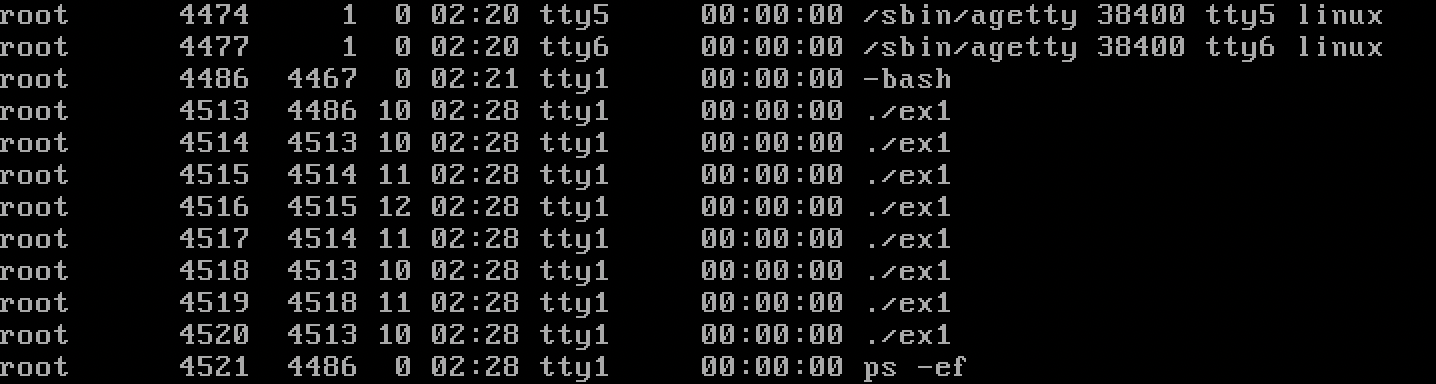 root      4474     1  0 02:20 tty5     00:00:00 /sbin/agetty 38400 tty5 linux
root      4477     1  0 02:20 tty6     00:00:00 /sbin/agetty 38400 tty6 linux
root      4486  4467  0 02:21 tty1     00:00:00 -bash
root      4513  4486 10 02:28 tty1     00:00:00 ./ex1
root      4514  4513 10 02:28 tty1     00:00:00 ./ex1
root      4515  4514 11 02:28 tty1     00:00:00 ./ex1
root      4516  4515 12 02:28 tty1     00:00:00 ./ex1
root      4517  4514 11 02:28 tty1     00:00:00 ./ex1
root      4518  4513 10 02:28 tty1     00:00:00 ./ex1
root      4519  4518 11 02:28 tty1     00:00:00 ./ex1
root      4520  4513 10 02:28 tty1     00:00:00 ./ex1
root      4521  4486  0 02:28 tty1     00:00:00 ps -ef